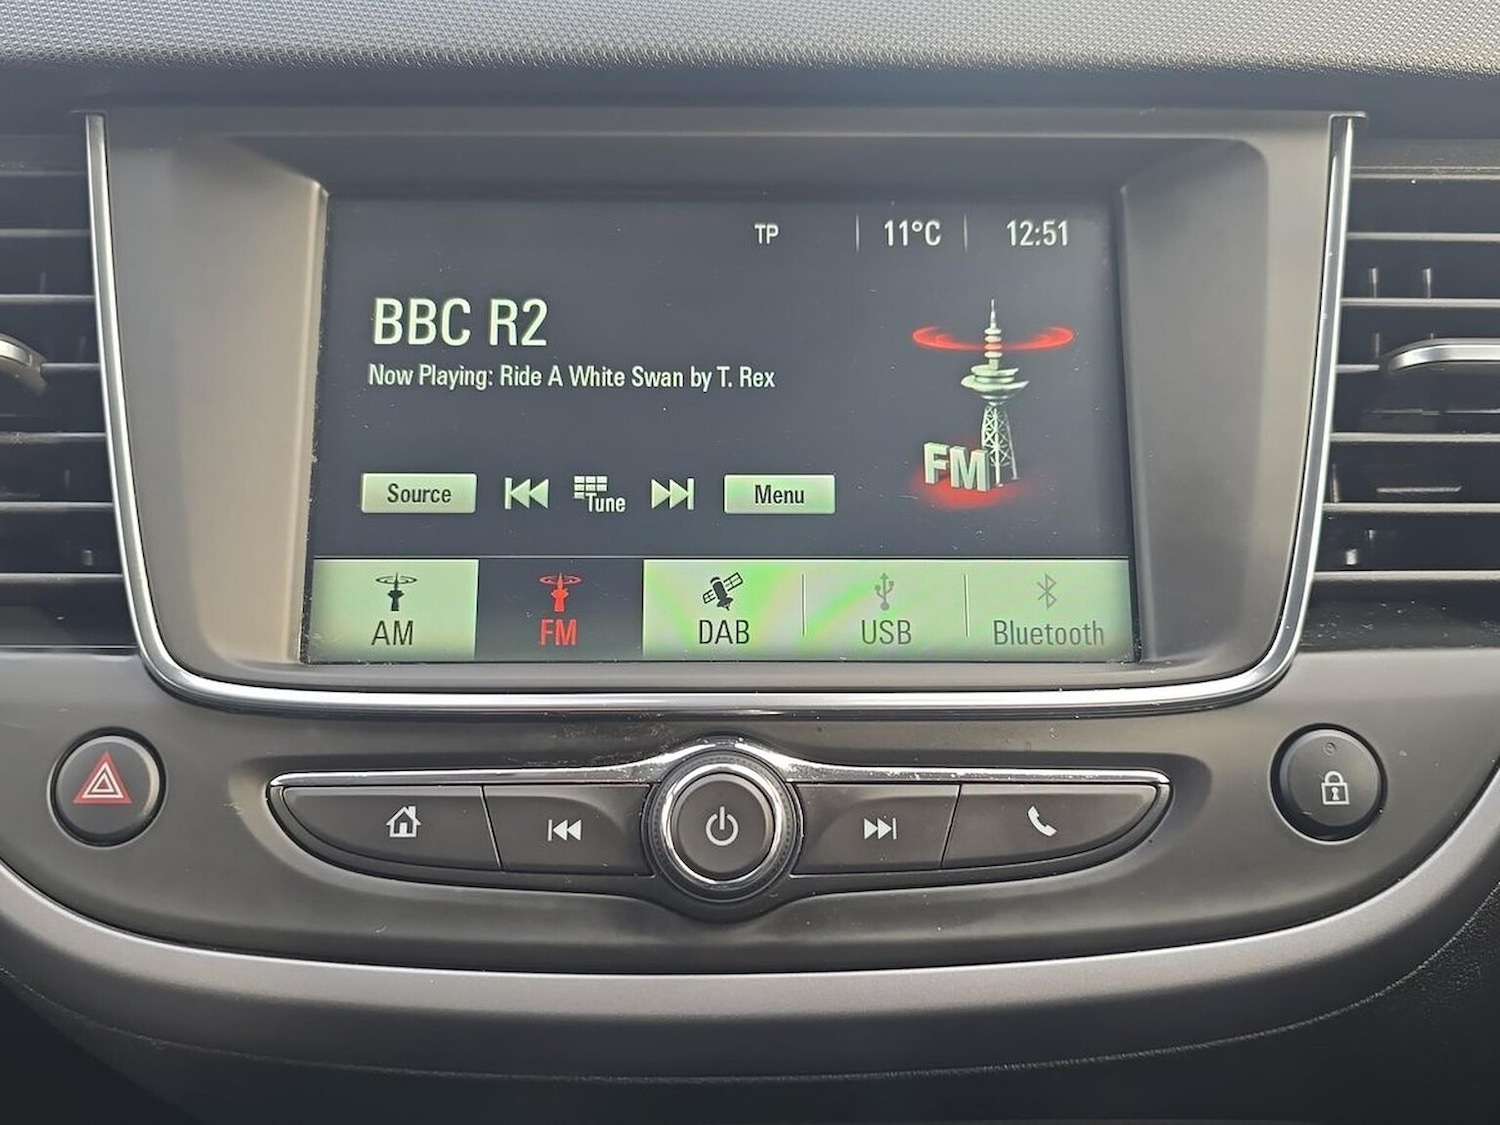 TP 11°C 12:51
BBC R2
Now Playing: Ride A White Swan by T. Rex
FM
Source Tune Menu
AM FM DAB USB Bluetooth